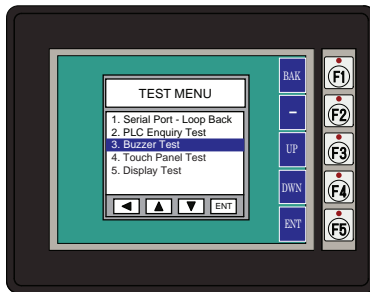 TEST MENU
1. Serial Port - Loop Back
2. PLC Enquiry Test
3. Buzzer Test
4. Touch Panel Test
5. Display Test
ENT
BAK
–
UP
DWN
ENT
F1
F2
F3
F4
F5